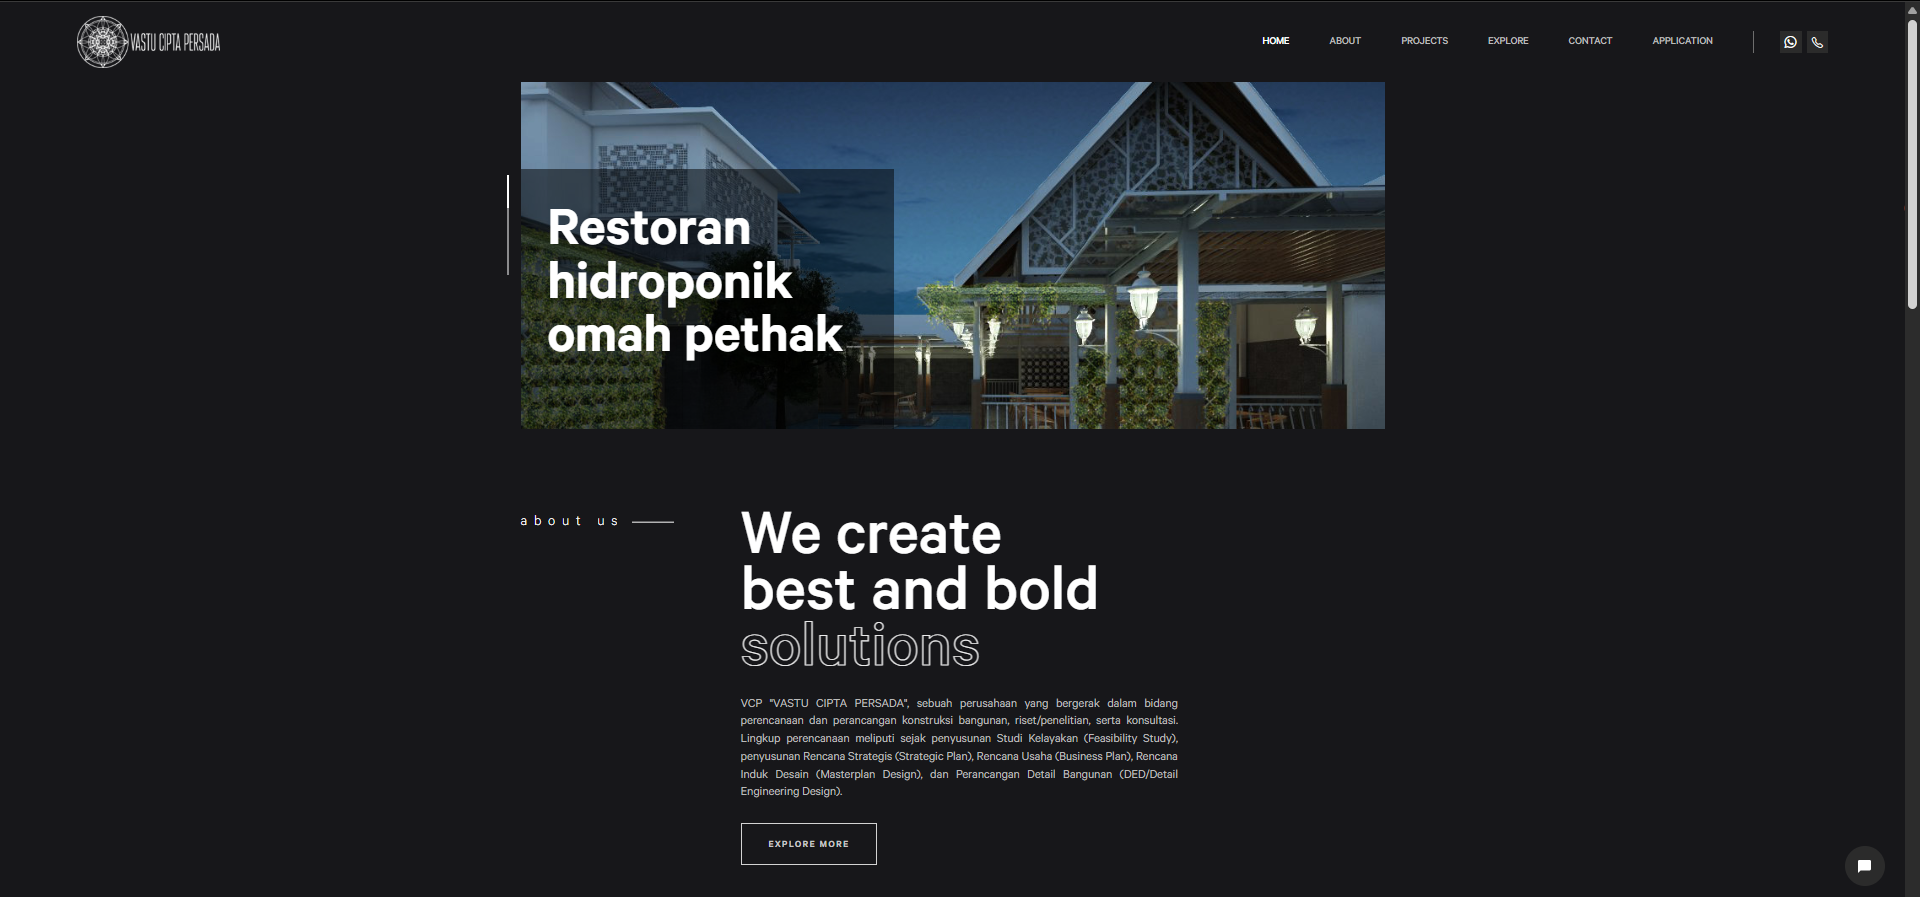 VASTU CIPTA PERSADA
HOME
ABOUT
PROJECTS
EXPLORE
CONTACT
APPLICATION
Restoran
hidroponik
omah pethak
about us
We create
best and bold
solutions
VCP "VASTU CIPTA PERSADA", sebuah perusahaan yang bergerak dalam bidang
perencanaan dan perancangan konstruksi bangunan, riset/penelitian, serta konsultasi.
Lingkup perencanaan meliputi sejak penyusunan Studi Kelayakan (Feasibility Study),
penyusunan Rencana Strategis (Strategic Plan), Rencana Usaha (Business Plan), Rencana
Induk Desain (Masterplan Design), dan Perancangan Detail Bangunan (DED/Detail
Engineering Design).
EXPLORE MORE